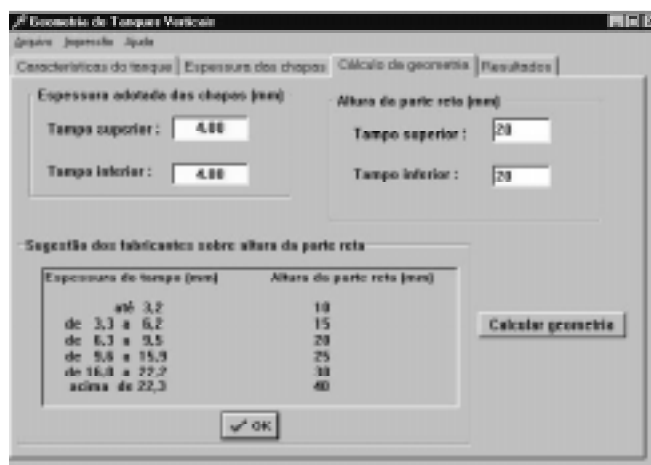 Geometria de Tanques Verticais
Arquivo Impressão Ajuda
Características do tanque Espessura das chapas Cálculo da geometria Resultados
Espessura adotada das chapas (mm)
Tampo superior : 4.00
Tampo inferior : 4.00
Altura da parte reta (mm)
Tampo superior : 20
Tampo inferior : 20
Sugestão dos fabricantes sobre altura da parte reta
Espessura do tampo (mm) Altura da parte reta (mm)
até 3,2 10
de 3,3 a 6,2 15
de 6,3 a 9,5 20
de 9,6 a 15,9 25
de 16,0 a 22,2 30
acima de 22,3 40
Calcular geometria
OK